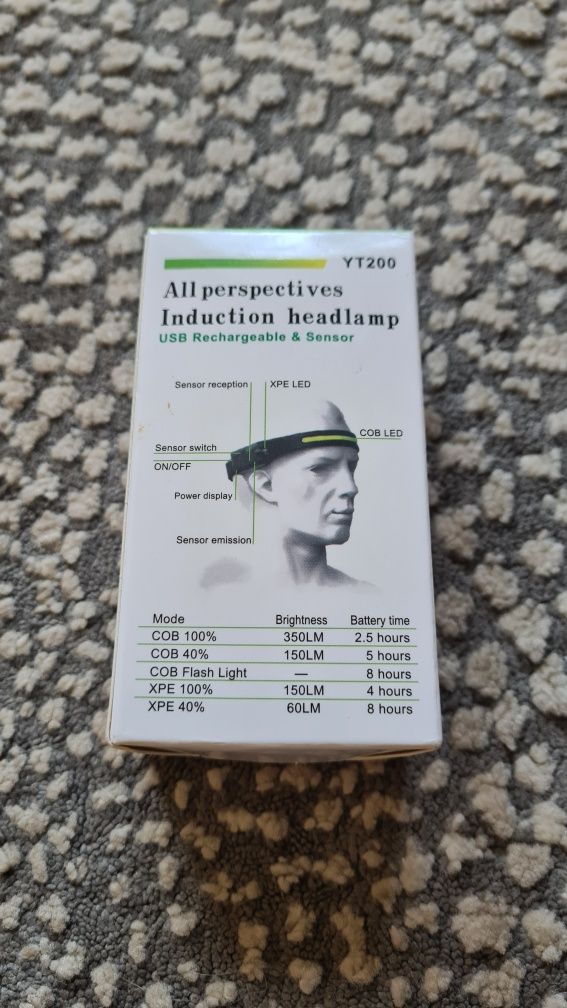 YT200
All perspectives
Induction headlamp
USB Rechargeable & Sensor
Sensor reception XPE LED
COB LED
Sensor switch
ON/OFF
Power display
Sensor emission
Mode Brightness Battery time
COB 100% 350LM 2.5 hours
COB 40% 150LM 5 hours
COB Flash Light — 8 hours
XPE 100% 150LM 4 hours
XPE 40% 60LM 8 hours